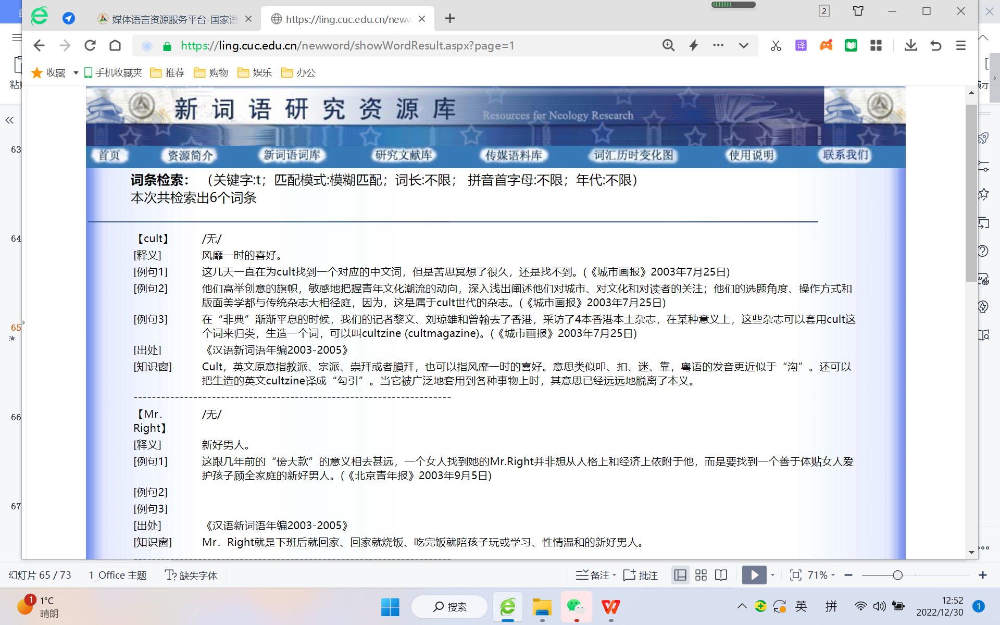 媒体语言资源服务平台-国家语
https://ling.cuc.edu.cn/neww
2
https://ling.cuc.edu.cn/newword/showWordResult.aspx?page=1
译
收藏
手机收藏夹
推荐
购物
娱乐
办公
新词语研究资源库
Resources for Neology Research
首页
资源简介
新词语词库
研究文献库
传媒语料库
词汇历时变化图
使用说明
联系我们
词条检索： （关键字:t；匹配模式:模糊匹配；词长:不限； 拼音首字母:不限；年代:不限）
本次共检索出6个词条
【cult】 /无/
[释义] 风靡一时的喜好。
[例句1] 这几天一直在为cult找到一个对应的中文词，但是苦思冥想了很久，还是找不到。(《城市画报》2003年7月25日)
[例句2] 他们高举创意的旗帜，敏感地把握青年文化潮流的动向，深入浅出阐述他们对城市、对文化和对读者的关注；他们的选题角度、操作方式和
版面美学都与传统杂志大相径庭，因为，这是属于cult世代的杂志。(《城市画报》2003年7月25日)
[例句3] 在“非典”渐渐平息的时候，我们的记者黎文、刘琼雄和曾翰去了香港，采访了4本香港本土杂志，在某种意义上，这些杂志可以套用cult这
个词来归类，生造一个词，可以叫cultzine (cultmagazine)。(《城市画报》2003年7月25日)
[出处] 《汉语新词语年编2003-2005》
[知识窗] Cult，英文原意指教派、宗派、崇拜或者膜拜，也可以指风靡一时的喜好。意思类似叩、扣、迷、靠，粤语的发音更近似于“沟”。还可以
把生造的英文cultzine译成“勾引”。当它被广泛地套用到各种事物上时，其意思已经远远地脱离了本义。
----------------------------------------------------------------------
【Mr． /无/
Right】
[释义] 新好男人。
[例句1] 这跟几年前的“傍大款”的意义相去甚远，一个女人找到她的Mr.Right并非想从人格上和经济上依附于他，而是要找到一个善于体贴女人爱
护孩子顾全家庭的新好男人。(《北京青年报》2003年9月5日)
[例句2]
[例句3]
[出处] 《汉语新词语年编2003-2005》
[知识窗] Mr．Right就是下班后就回家、回家就烧饭、吃完饭就陪孩子玩或学习、性情温和的新好男人。
63
64
65
66
67
幻灯片 65 / 73
1_Office 主题
缺失字体
备注
批注
71%
1
1°C
晴朗
搜索
英
拼
12:52
2022/12/30
1